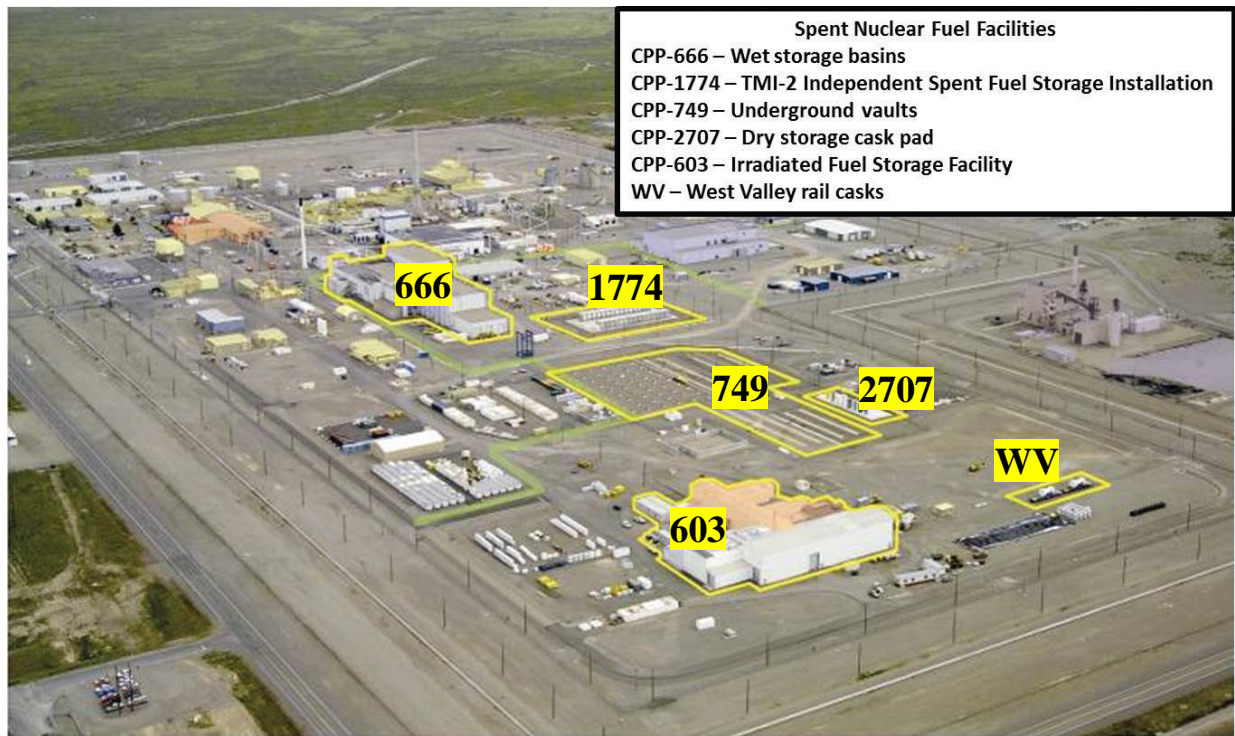 Spent Nuclear Fuel Facilities
CPP-666 – Wet storage basins
CPP-1774 – TMI-2 Independent Spent Fuel Storage Installation
CPP-749 – Underground vaults
CPP-2707 – Dry storage cask pad
CPP-603 – Irradiated Fuel Storage Facility
WV – West Valley rail casks
666
1774
749
2707
WV
603